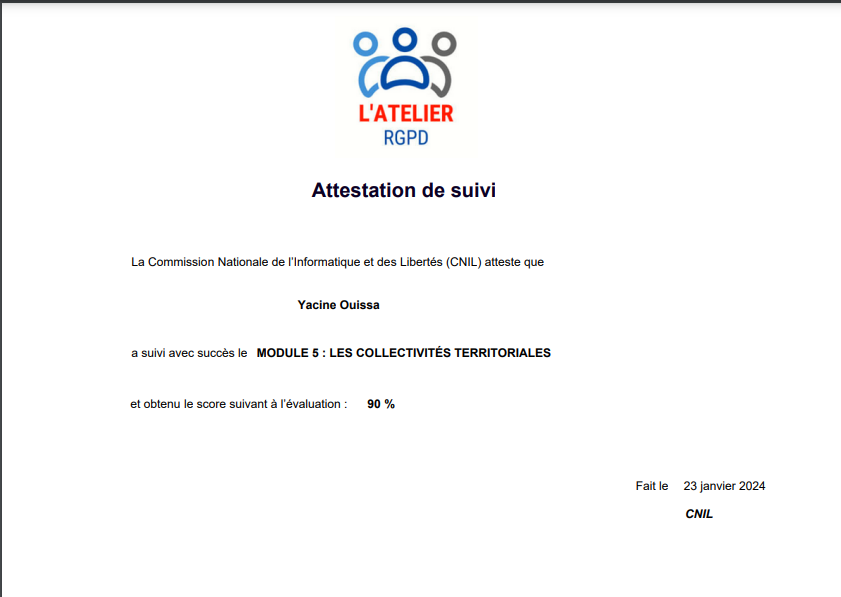 L'ATELIER
RGPD
Attestation de suivi
La Commission Nationale de l'Informatique et des Libertés (CNIL) atteste que
Yacine Ouissa
a suivi avec succès le MODULE 5 : LES COLLECTIVITÉS TERRITORIALES
et obtenu le score suivant à l'évaluation : 90 %
Fait le 23 janvier 2024
CNIL